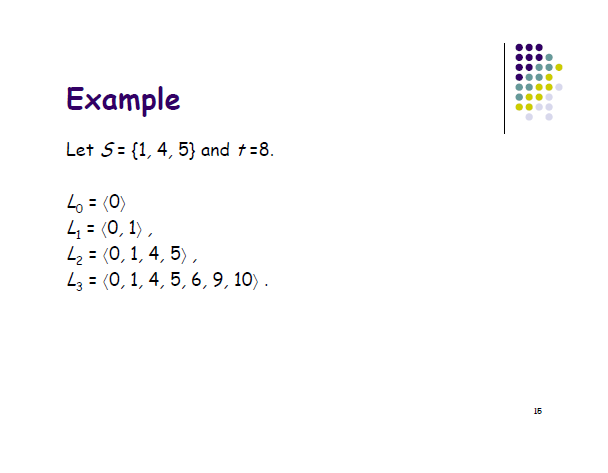 Example
Let S = {1, 4, 5} and t =8.
L₀ = ⟨0⟩
L₁ = ⟨0, 1⟩ ,
L₂ = ⟨0, 1, 4, 5⟩ ,
L₃ = ⟨0, 1, 4, 5, 6, 9, 10⟩ .
15